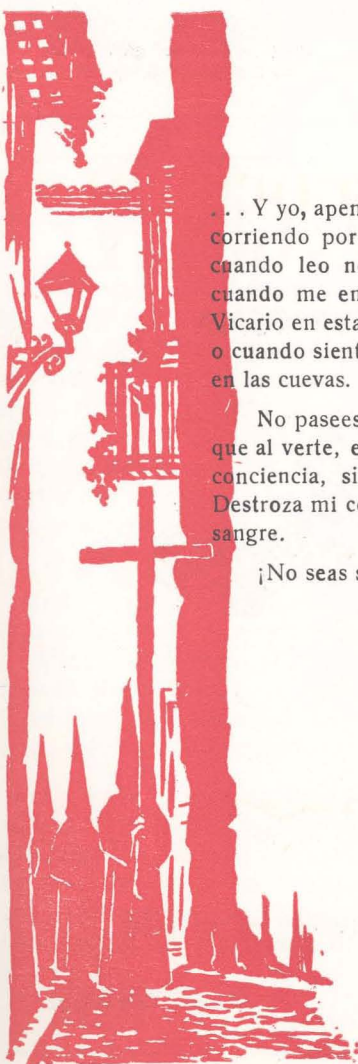 . . . Y yo, apen
corriendo por
cuando leo n
cuando me en
Vicario en esta
o cuando sient
en las cuevas.
No pasees
que al verte, e
conciencia, si
Destroza mi c
sangre.
¡No seas s